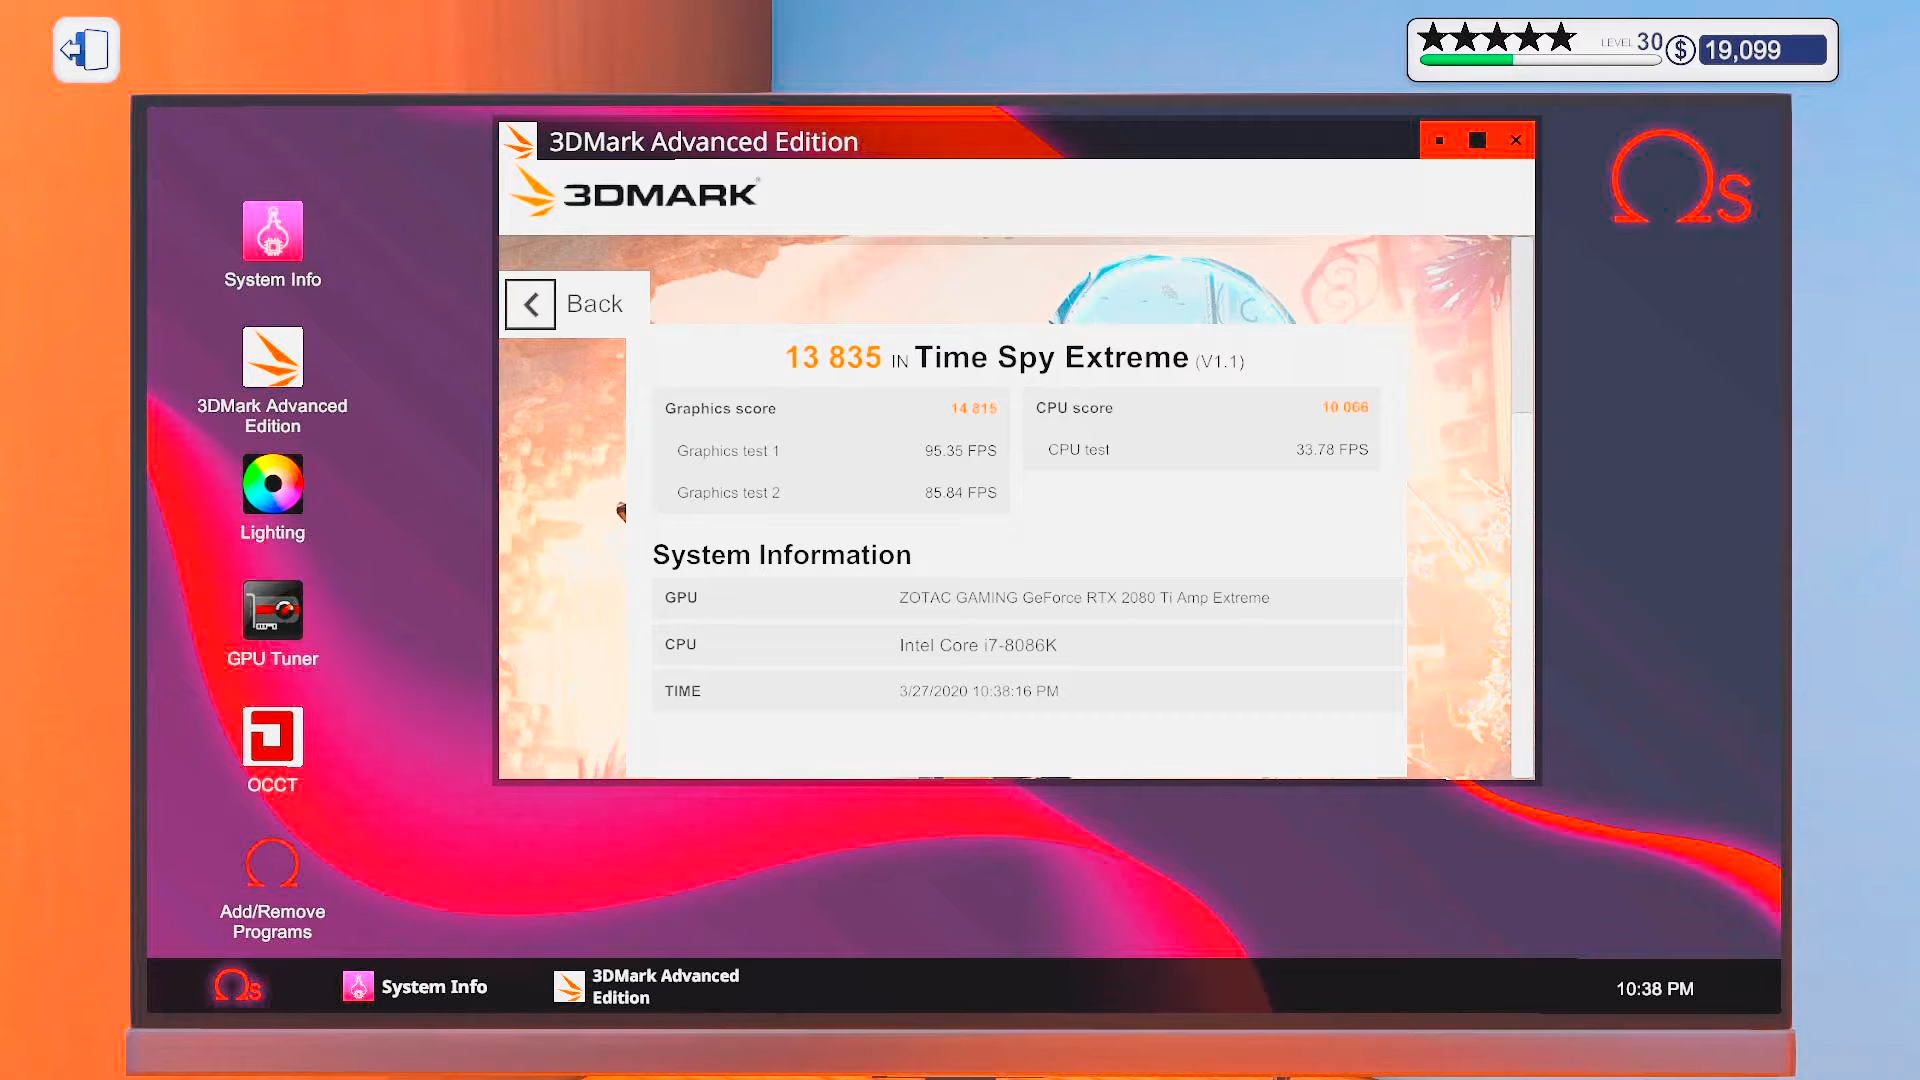 LEVEL 30 $ 19,099
3DMark Advanced Edition
3DMARK
Back
13 835 IN Time Spy Extreme (V1.1)
Graphics score 14 815
Graphics test 1 95.35 FPS
Graphics test 2 85.84 FPS
CPU score 10 066
CPU test 33.78 FPS
System Information
GPU ZOTAC GAMING GeForce RTX 2080 Ti Amp Extreme
CPU Intel Core i7-8086K
TIME 3/27/2020 10:38:16 PM
System Info
3DMark Advanced
Edition
Lighting
GPU Tuner
OCCT
Add/Remove
Programs
Ωs
Ωs
System Info
3DMark Advanced
Edition
10:38 PM